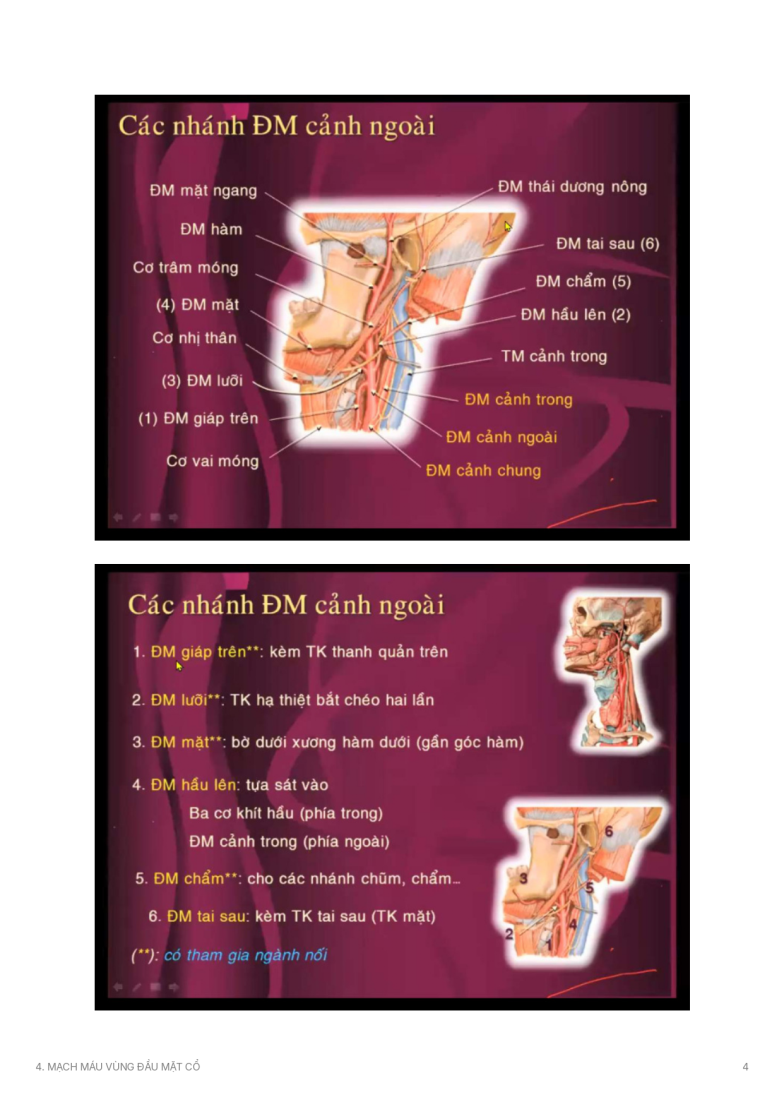 Các nhánh ĐM cảnh ngoài
ĐM mặt ngang
ĐM hàm
Cơ trâm móng
(4) ĐM mặt
Cơ nhị thân
(3) ĐM lưỡi
(1) ĐM giáp trên
Cơ vai móng
ĐM thái dương nông
ĐM tai sau (6)
ĐM chẩm (5)
ĐM hầu lên (2)
TM cảnh trong
ĐM cảnh trong
ĐM cảnh ngoài
ĐM cảnh chung
Các nhánh ĐM cảnh ngoài
1. ĐM giáp trên**: kèm TK thanh quản trên
2. ĐM lưỡi**: TK hạ thiệt bắt chéo hai lần
3. ĐM mặt**: bờ dưới xương hàm dưới (gần góc hàm)
4. ĐM hầu lên: tựa sát vào
Ba cơ khít hầu (phía trong)
ĐM cảnh trong (phía ngoài)
5. ĐM chẩm**: cho các nhánh chũm, chẩm...
6. ĐM tai sau: kèm TK tai sau (TK mặt)
(**): có tham gia ngành nối
6
3
5
4
2
1
4. MẠCH MÁU VÙNG ĐẦU MẶT CỔ
4